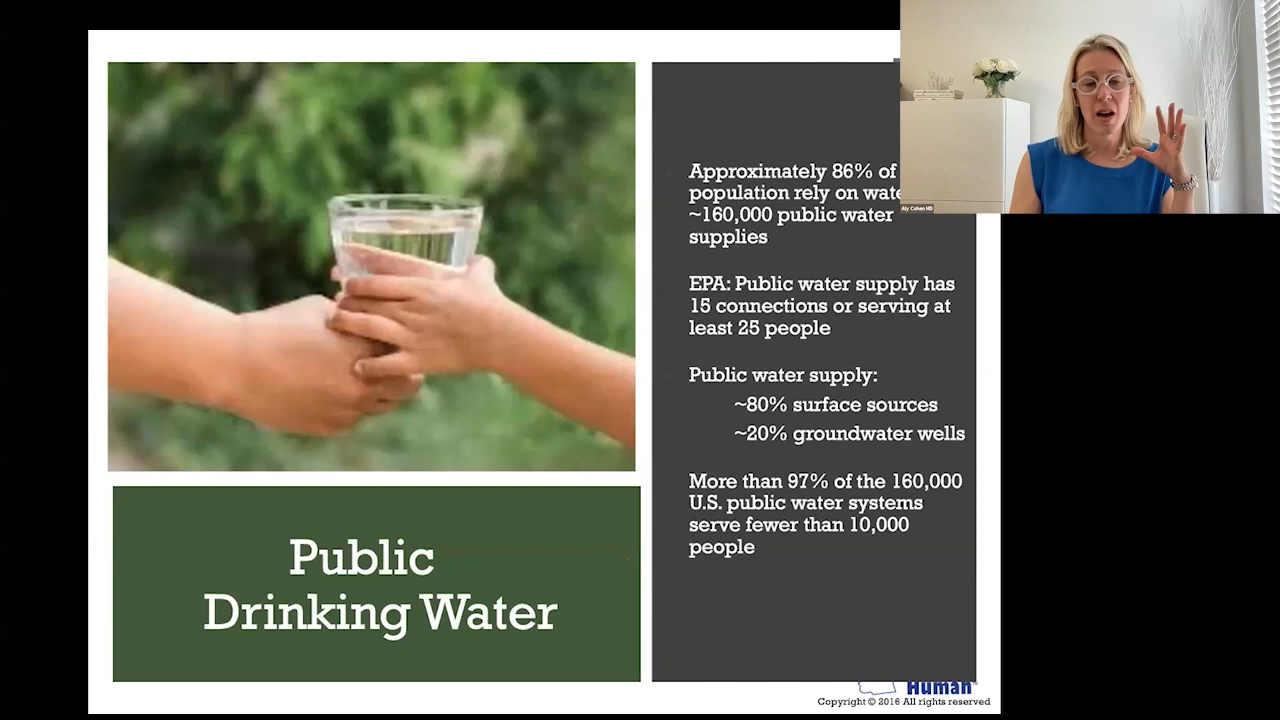 Approximately 86% of
population rely on
~160,000 public water
supplies
EPA: Public water supply has
15 connections or serving at
least 25 people
Public water supply:
~80% surface sources
~20% groundwater wells
More than 97% of the 160,000
U.S. public water systems
serve fewer than 10,000
people
Public
Drinking Water
Aly Cohen MD
Human
Copyright © 2016 All rights reserved